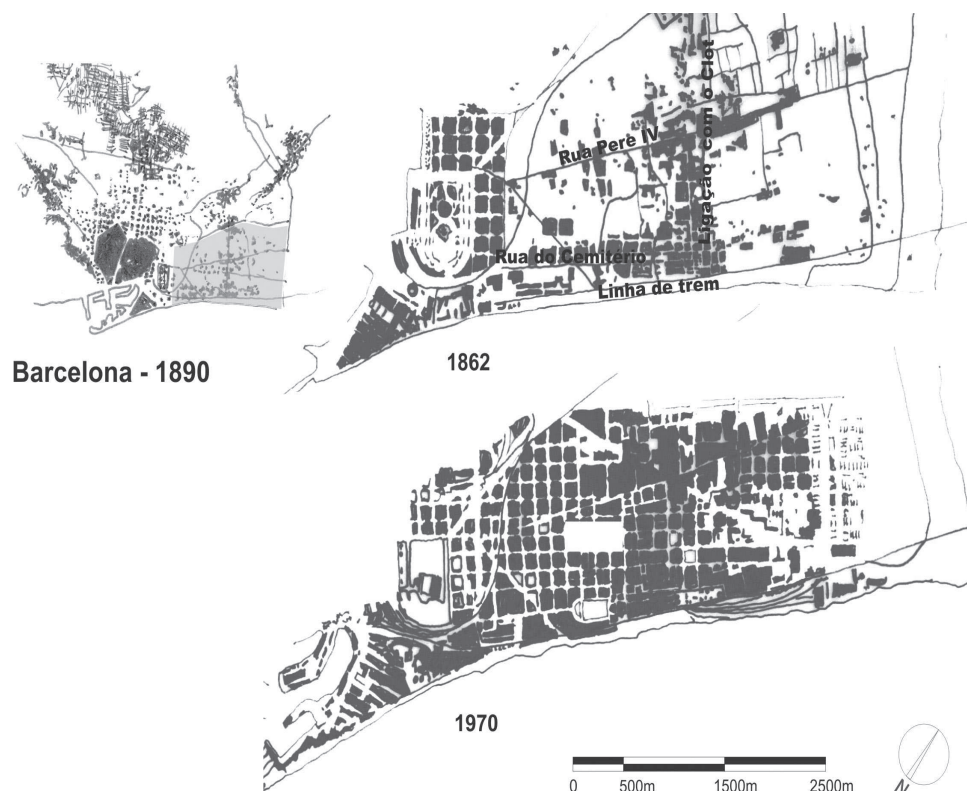 Rua Pere IV
Ligação com o Clot
Rua do Cemitério
Linha de trem
Barcelona - 1890
1862
1970
0 500m 1500m 2500m
N